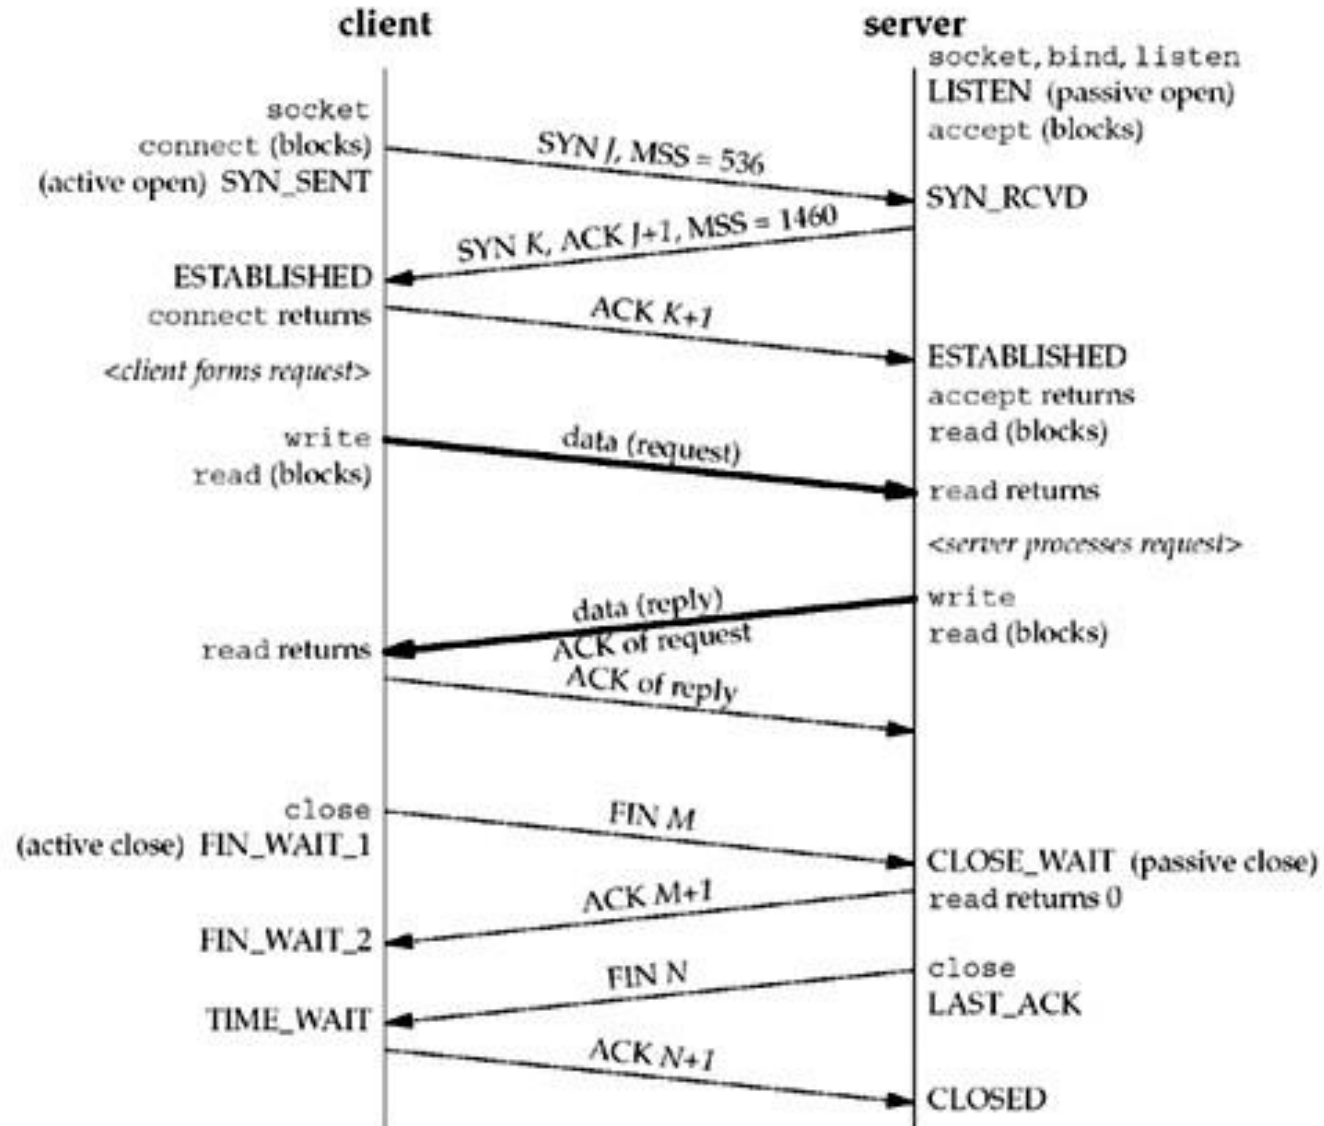 client
server
socket, bind, listen
LISTEN (passive open)
accept (blocks)
socket
connect (blocks)
(active open) SYN_SENT
SYN J, MSS = 536
SYN_RCVD
SYN K, ACK J+1, MSS = 1460
ESTABLISHED
connect returns
ACK K+1
<client forms request>
ESTABLISHED
accept returns
read (blocks)
write
read (blocks)
data (request)
read returns
<server processes request>
write
read (blocks)
data (reply)
ACK of request
read returns
ACK of reply
close
(active close) FIN_WAIT_1
FIN M
CLOSE_WAIT (passive close)
read returns 0
ACK M+1
FIN_WAIT_2
close
LAST_ACK
FIN N
TIME_WAIT
ACK N+1
CLOSED